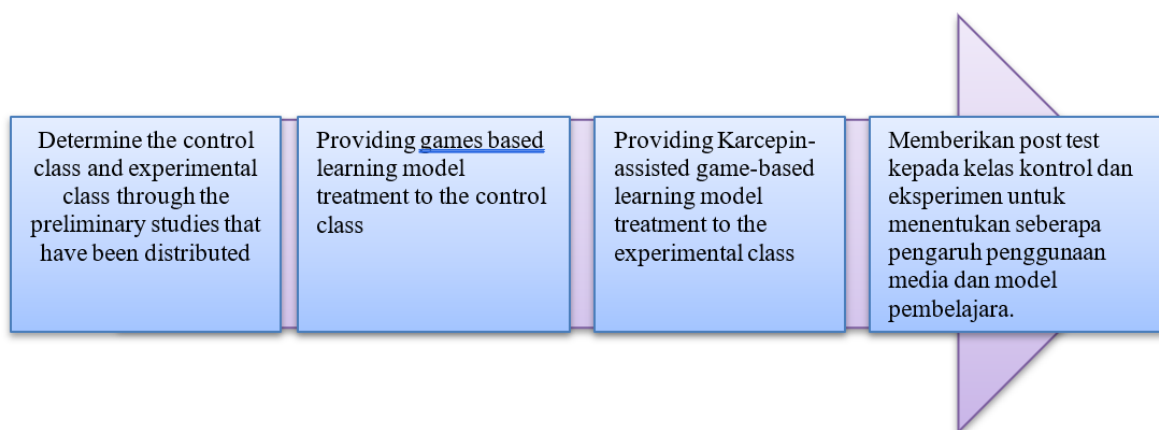 Determine the control
class and experimental
class through the
preliminary studies that
have been distributed
Providing games based
learning model
treatment to the control
class
Providing Karcepin-
assisted game-based
learning model
treatment to the
experimental class
Memberikan post test
kepada kelas kontrol dan
eksperimen untuk
menentukan seberapa
pengaruh penggunaan
media dan model
pembelajara.